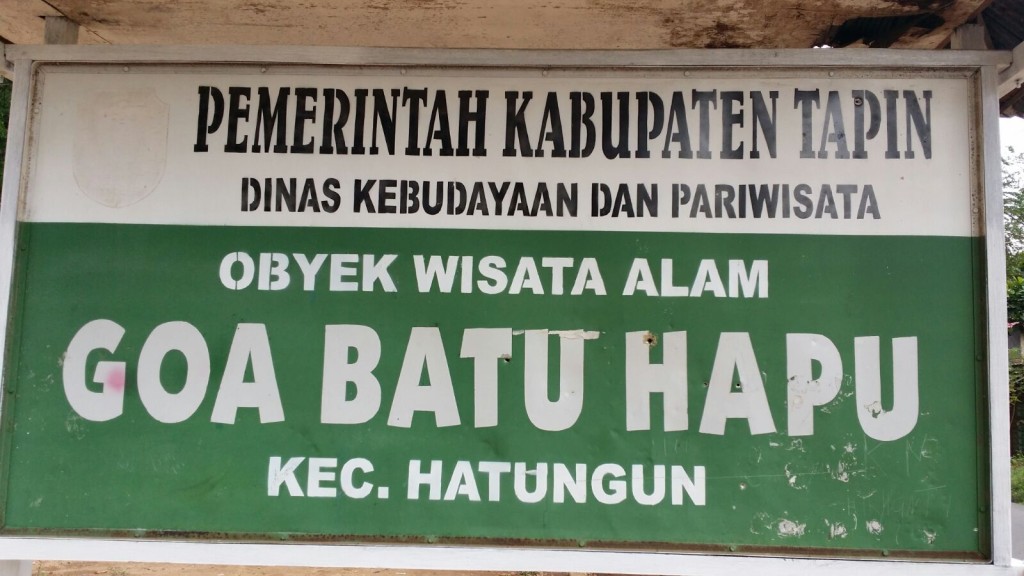 PEMERINTAH KABUPATEN TAPIN
DINAS KEBUDAYAAN DAN PARIWISATA
OBYEK WISATA ALAM
GOA BATU HAPU
KEC. HATUNGUN